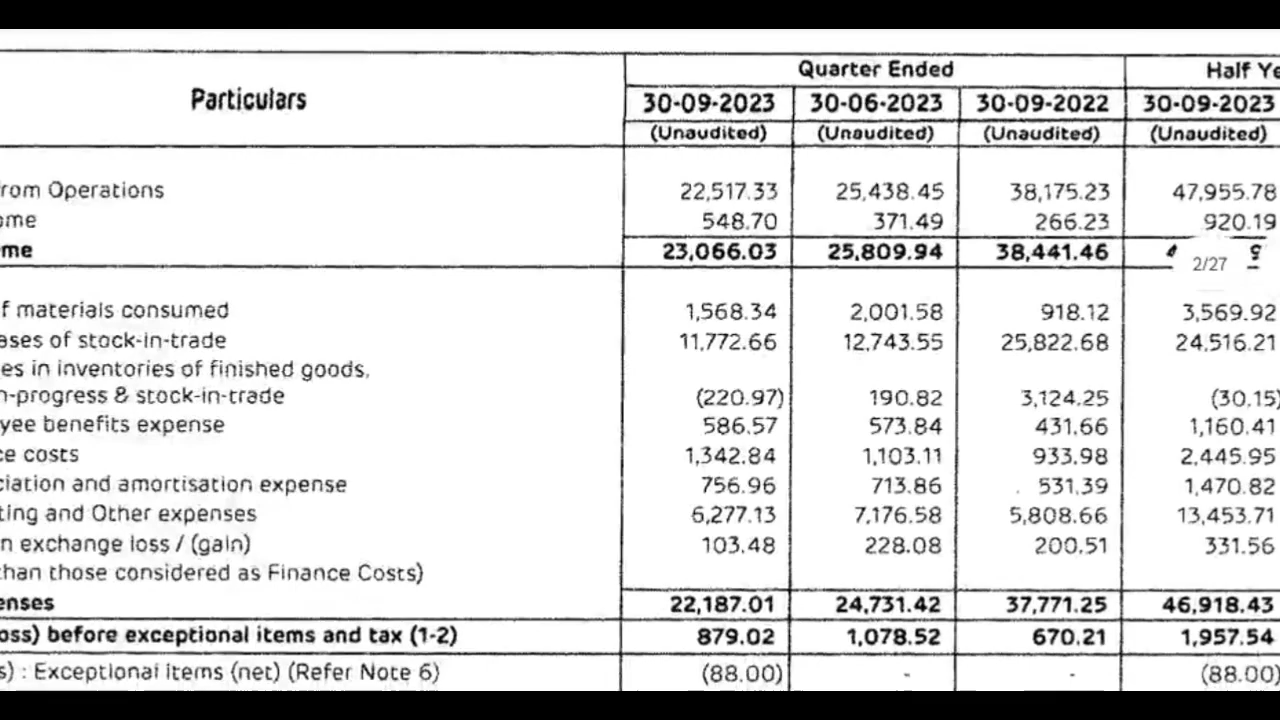 Quarter Ended Half Ye
Particulars 30-09-2023 30-06-2023 30-09-2022 30-09-2023
(Unaudited) (Unaudited) (Unaudited) (Unaudited)
rom Operations 22,517.33 25,438.45 38,175.23 47,955.78
ome 548.70 371.49 266.23 920.19
me 23,066.03 25,809.94 38,441.46
2/27
f materials consumed 1,568.34 2,001.58 918.12 3,569.92
ases of stock-in-trade 11,772.66 12,743.55 25,822.68 24,516.21
es in inventories of finished goods,
n-progress & stock-in-trade (220.97) 190.82 3,124.25 (30.15)
yee benefits expense 586.57 573.84 431.66 1,160.41
ce costs 1,342.84 1,103.11 933.98 2,445.95
ciation and amortisation expense 756.96 713.86 531.39 1,470.82
ting and Other expenses 6,277.13 7,176.58 5,808.66 13,453.71
n exchange loss / (gain) 103.48 228.08 200.51 331.56
than those considered as Finance Costs)
enses 22,187.01 24,731.42 37,771.25 46,918.43
oss) before exceptional items and tax (1-2) 879.02 1,078.52 670.21 1,957.54
s) : Exceptional items (net) (Refer Note 6) (88.00) - - (88.00)